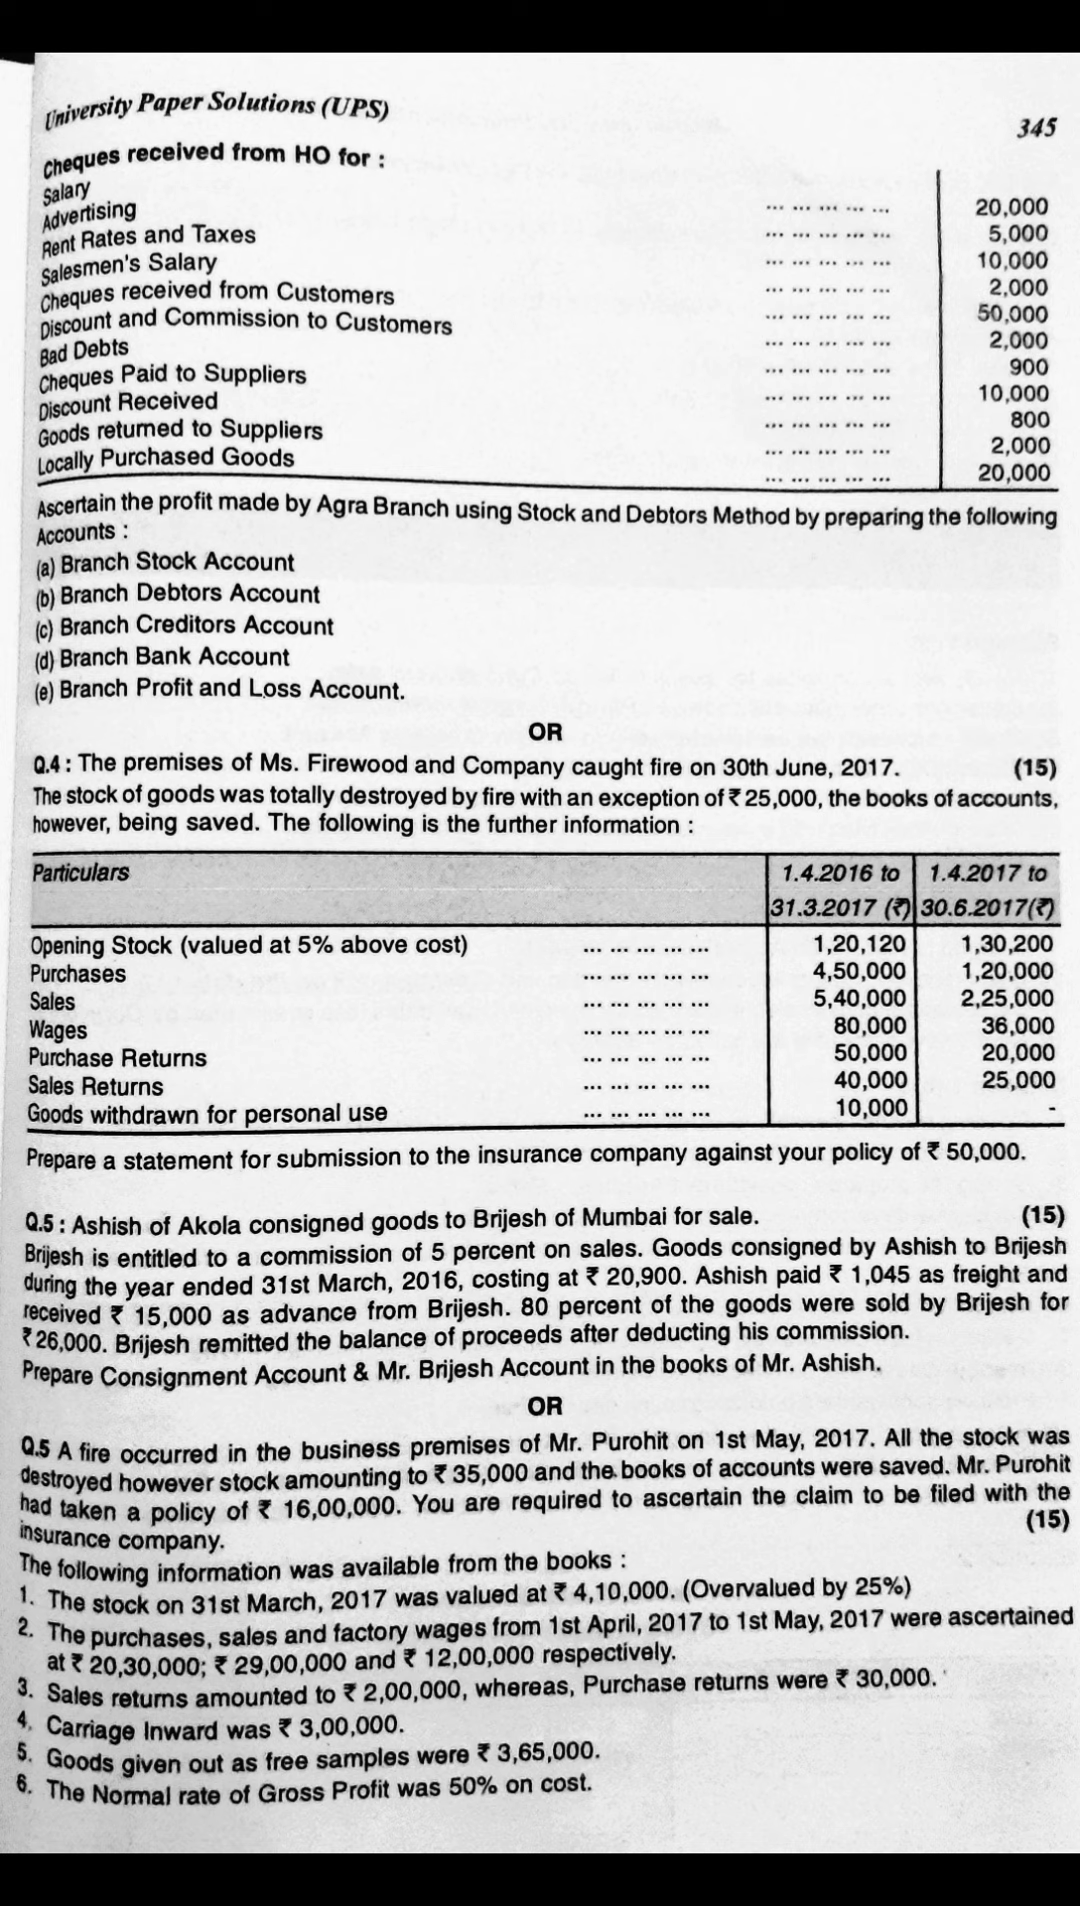 University Paper Solutions (UPS)
345
Cheques received from HO for :
Salary ... ... ... ... ... 20,000
Advertising ... ... ... ... ... 5,000
Rent Rates and Taxes ... ... ... ... ... 10,000
Salesmen's Salary ... ... ... ... ... 2,000
Cheques received from Customers ... ... ... ... ... 50,000
Discount and Commission to Customers ... ... ... ... ... 2,000
Bad Debts ... ... ... ... ... 900
Cheques Paid to Suppliers ... ... ... ... ... 10,000
Discount Received ... ... ... ... ... 800
Goods returned to Suppliers ... ... ... ... ... 2,000
Locally Purchased Goods ... ... ... ... ... 20,000
Ascertain the profit made by Agra Branch using Stock and Debtors Method by preparing the following
Accounts :
(a) Branch Stock Account
(b) Branch Debtors Account
(c) Branch Creditors Account
(d) Branch Bank Account
(e) Branch Profit and Loss Account.
OR
Q.4 : The premises of Ms. Firewood and Company caught fire on 30th June, 2017. (15)
The stock of goods was totally destroyed by fire with an exception of ₹ 25,000, the books of accounts,
however, being saved. The following is the further information :
Particulars 1.4.2016 to 1.4.2017 to
31.3.2017 (₹) 30.6.2017(₹)
Opening Stock (valued at 5% above cost) ... ... ... ... ... 1,20,120 1,30,200
Purchases ... ... ... ... ... 4,50,000 1,20,000
Sales ... ... ... ... ... 5,40,000 2,25,000
Wages ... ... ... ... ... 80,000 36,000
Purchase Returns ... ... ... ... ... 50,000 20,000
Sales Returns ... ... ... ... ... 40,000 25,000
Goods withdrawn for personal use ... ... ... ... ... 10,000 -
Prepare a statement for submission to the insurance company against your policy of ₹ 50,000.
Q.5 : Ashish of Akola consigned goods to Brijesh of Mumbai for sale. (15)
Brijesh is entitled to a commission of 5 percent on sales. Goods consigned by Ashish to Brijesh
during the year ended 31st March, 2016, costing at ₹ 20,900. Ashish paid ₹ 1,045 as freight and
received ₹ 15,000 as advance from Brijesh. 80 percent of the goods were sold by Brijesh for
₹ 26,000. Brijesh remitted the balance of proceeds after deducting his commission.
Prepare Consignment Account & Mr. Brijesh Account in the books of Mr. Ashish.
OR
Q.5 A fire occurred in the business premises of Mr. Purohit on 1st May, 2017. All the stock was
destroyed however stock amounting to ₹ 35,000 and the books of accounts were saved. Mr. Purohit
had taken a policy of ₹ 16,00,000. You are required to ascertain the claim to be filed with the
insurance company. (15)
The following information was available from the books :
1. The stock on 31st March, 2017 was valued at ₹ 4,10,000. (Overvalued by 25%)
2. The purchases, sales and factory wages from 1st April, 2017 to 1st May, 2017 were ascertained
at ₹ 20,30,000; ₹ 29,00,000 and ₹ 12,00,000 respectively.
3. Sales returns amounted to ₹ 2,00,000, whereas, Purchase returns were ₹ 30,000.
4. Carriage Inward was ₹ 3,00,000.
5. Goods given out as free samples were ₹ 3,65,000.
6. The Normal rate of Gross Profit was 50% on cost.